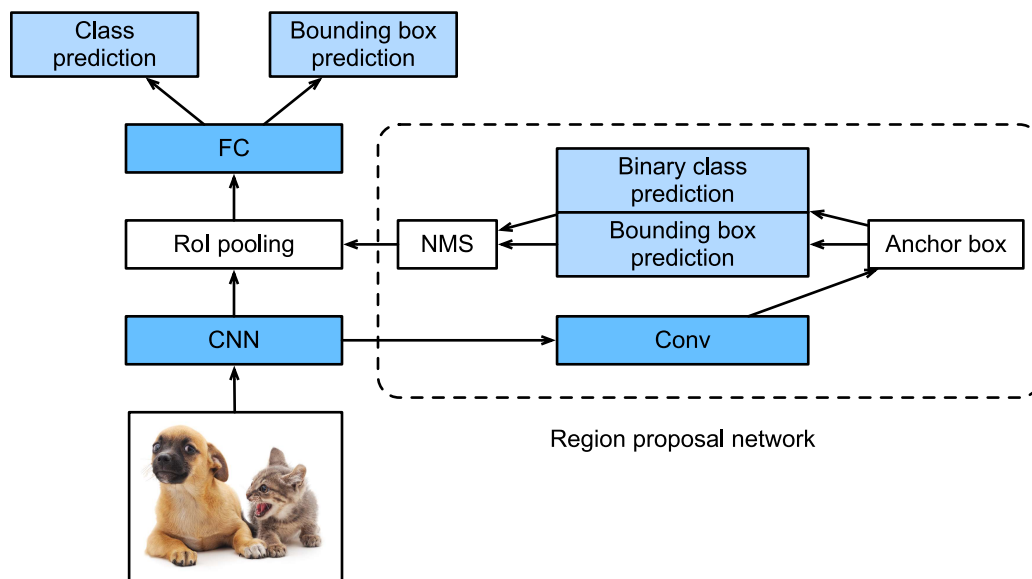 Class
prediction
Bounding box
prediction
FC
Binary class
prediction
RoI pooling
NMS
Bounding box
prediction
Anchor box
CNN
Conv
Region proposal network